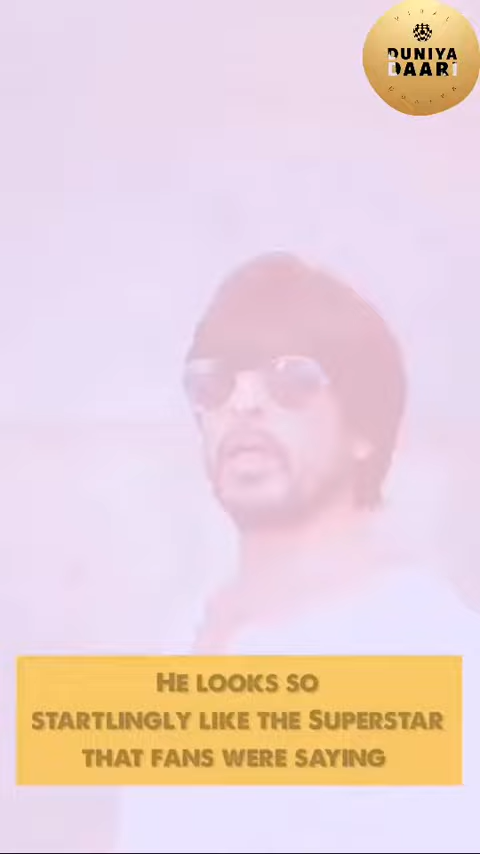 DUNIYA
DAARI
He looks so
startlingly like the Superstar
that fans were saying